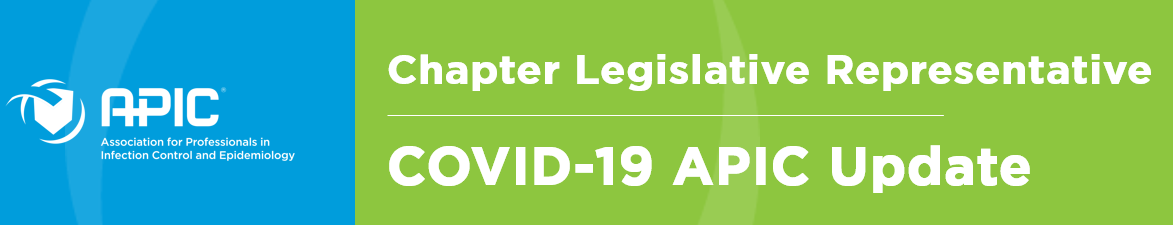 APIC®
Association for Professionals in
Infection Control and Epidemiology
Chapter Legislative Representative
COVID-19 APIC Update